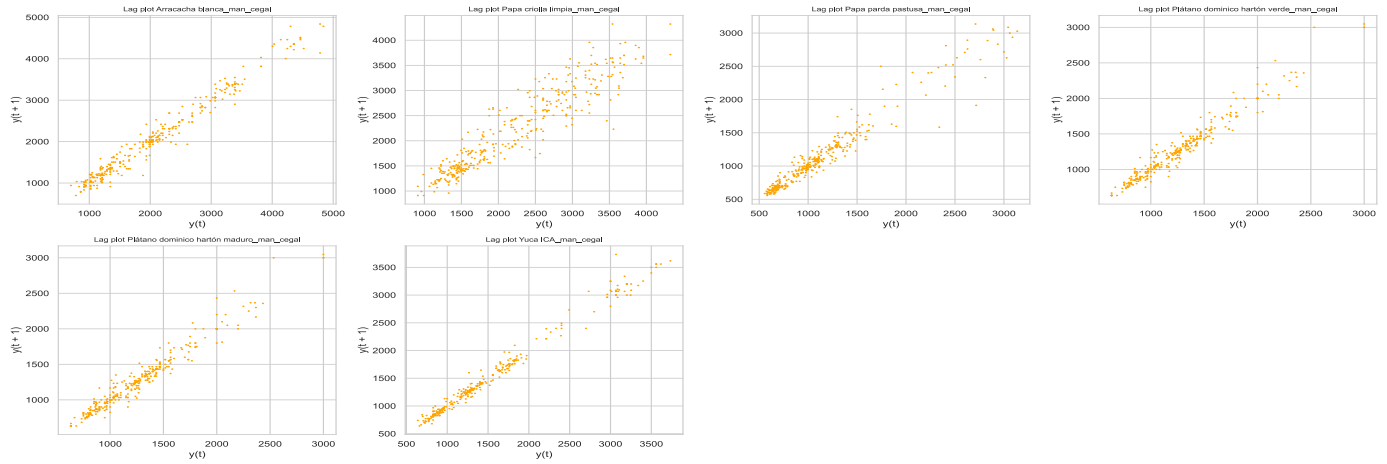 Lag plot Arracacha blanca_man_cegal
5000
4000
3000
2000
1000
y(t + 1)
1000 2000 3000 4000 5000
y(t)
Lag plot Papa criolla limpia_man_cegal
4000
3500
3000
2500
2000
1500
1000
y(t + 1)
1000 1500 2000 2500 3000 3500 4000
y(t)
Lag plot Papa parda pastusa_man_cegal
3000
2500
2000
1500
1000
500
y(t + 1)
500 1000 1500 2000 2500 3000
y(t)
Lag plot Plátano dominico hartón verde_man_cegal
3000
2500
2000
1500
1000
y(t + 1)
1000 1500 2000 2500 3000
y(t)
Lag plot Plátano dominico hartón maduro_man_cegal
3000
2500
2000
1500
1000
y(t + 1)
1000 1500 2000 2500 3000
y(t)
Lag plot Yuca ICA_man_cegal
3500
3000
2500
2000
1500
1000
500
y(t + 1)
500 1000 1500 2000 2500 3000 3500
y(t)